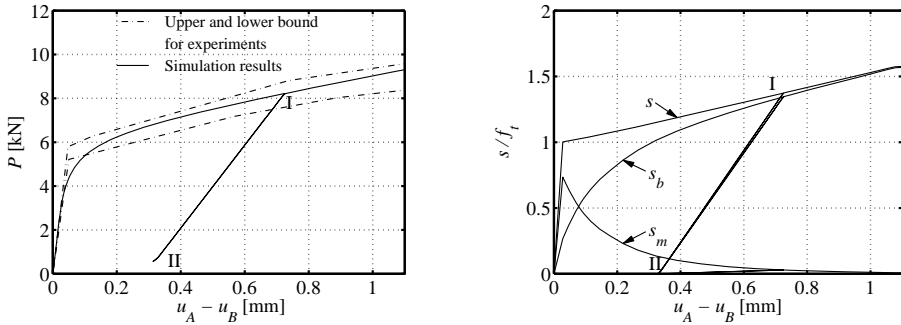 12
10
8
6
4
2
0
P [kN]
Upper and lower bound
for experiments
Simulation results
I
II
0 0.2 0.4 0.6 0.8 1
u_A − u_B [mm]
2
1.5
1
0.5
0
s / f_t
s
s_b
s_m
I
II
0 0.2 0.4 0.6 0.8 1
u_A − u_B [mm]